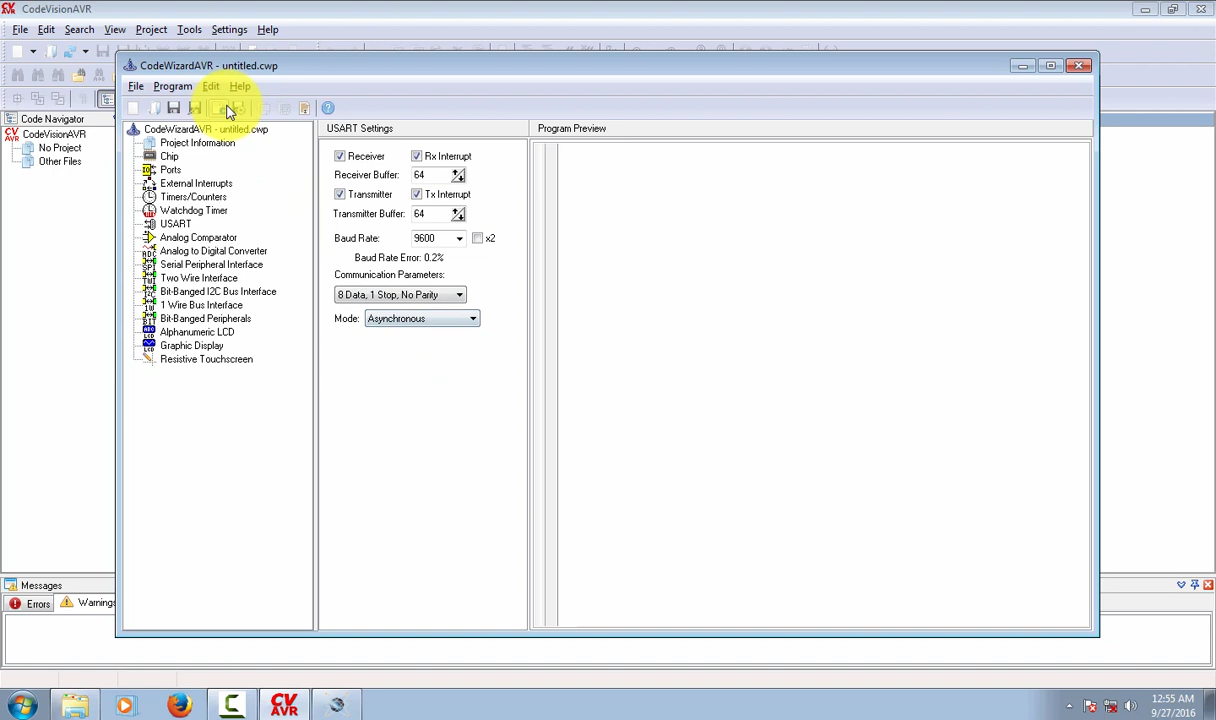 CodeVisionAVR
File Edit Search View Project Tools Settings Help
CodeWizardAVR - untitled.cwp
File Program Edit Help
Code Navigator
CodeVisionAVR
No Project
Other Files
CodeWizardAVR - untitled.cwp
Project Information
Chip
Ports
External Interrupts
Timers/Counters
Watchdog Timer
USART
Analog Comparator
Analog to Digital Converter
Serial Peripheral Interface
Two Wire Interface
Bit-Banged I2C Bus Interface
1 Wire Bus Interface
Bit-Banged Peripherals
Alphanumeric LCD
Graphic Display
Resistive Touchscreen
USART Settings
Receiver Rx Interrupt
Receiver Buffer: 64
Transmitter Tx Interrupt
Transmitter Buffer: 64
Baud Rate: 9600 x2
Baud Rate Error: 0.2%
Communication Parameters:
8 Data, 1 Stop, No Parity
Mode: Asynchronous
Program Preview
Messages
Errors Warnings
CV
AVR
12:55 AM
9/27/2016